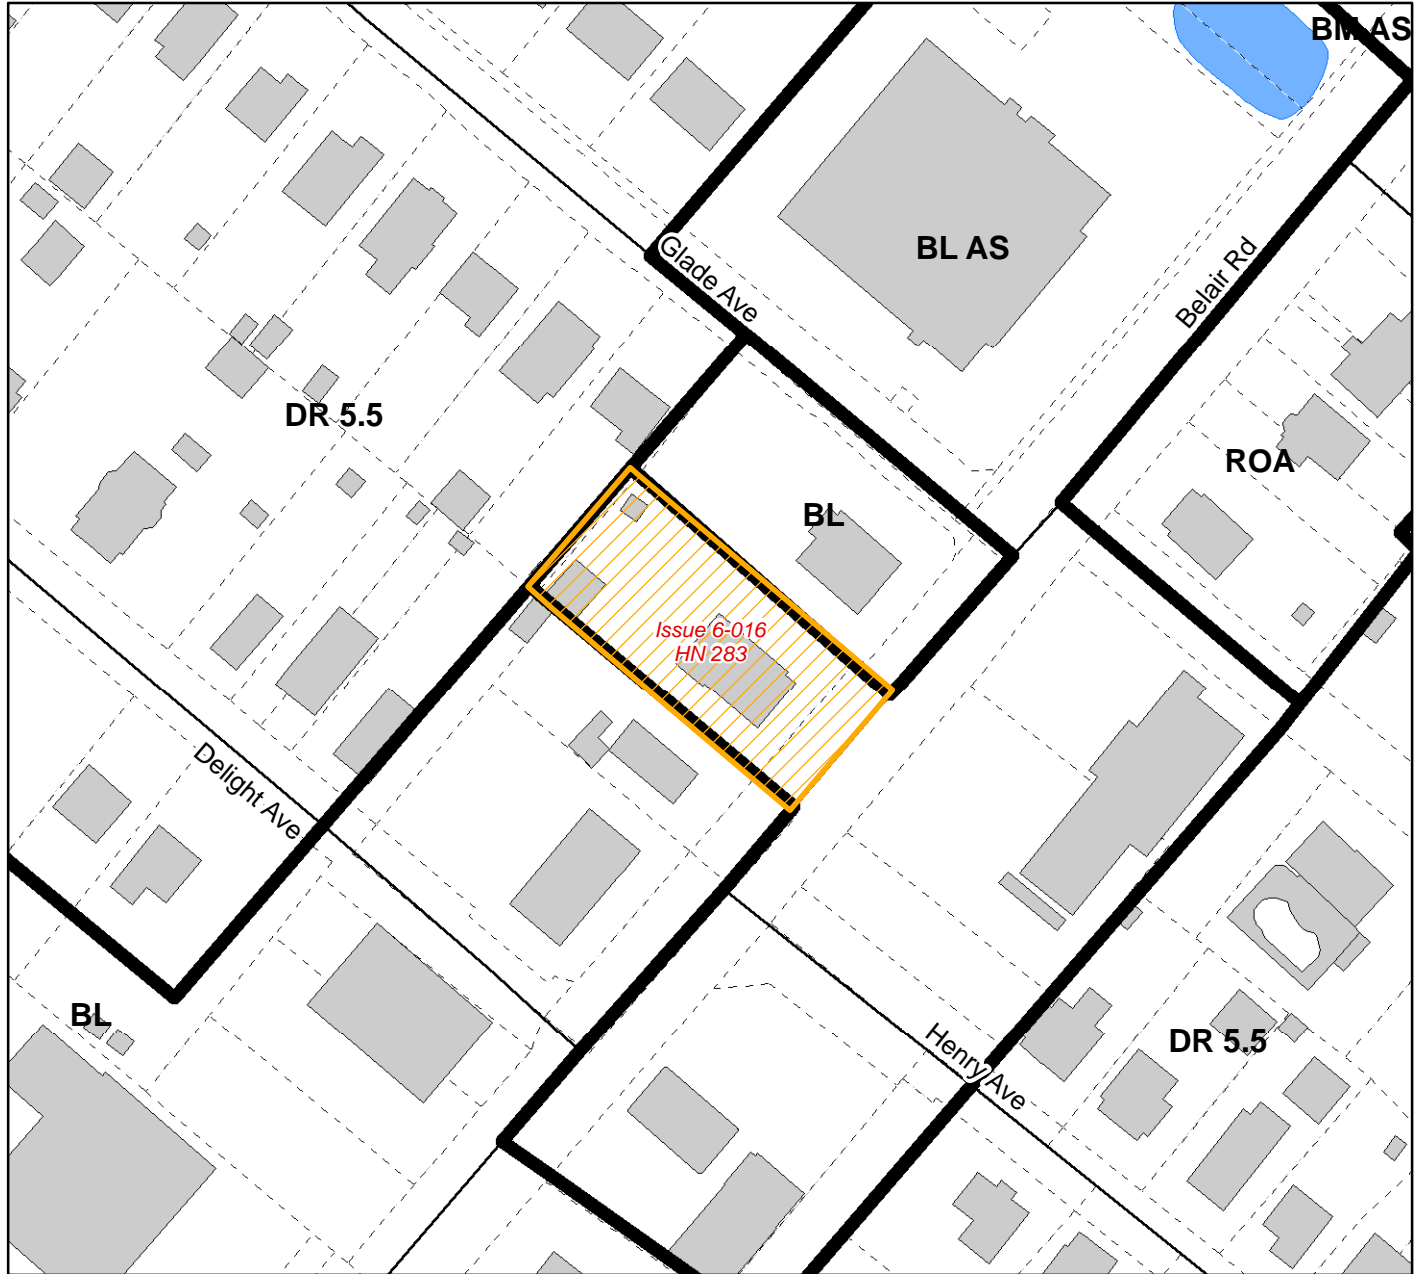 BM AS
Glade Ave
BL AS
Belair Rd
DR 5.5
ROA
BL
Issue 6-016
HN 283
Delight Ave
BL
Henry Ave
DR 5.5